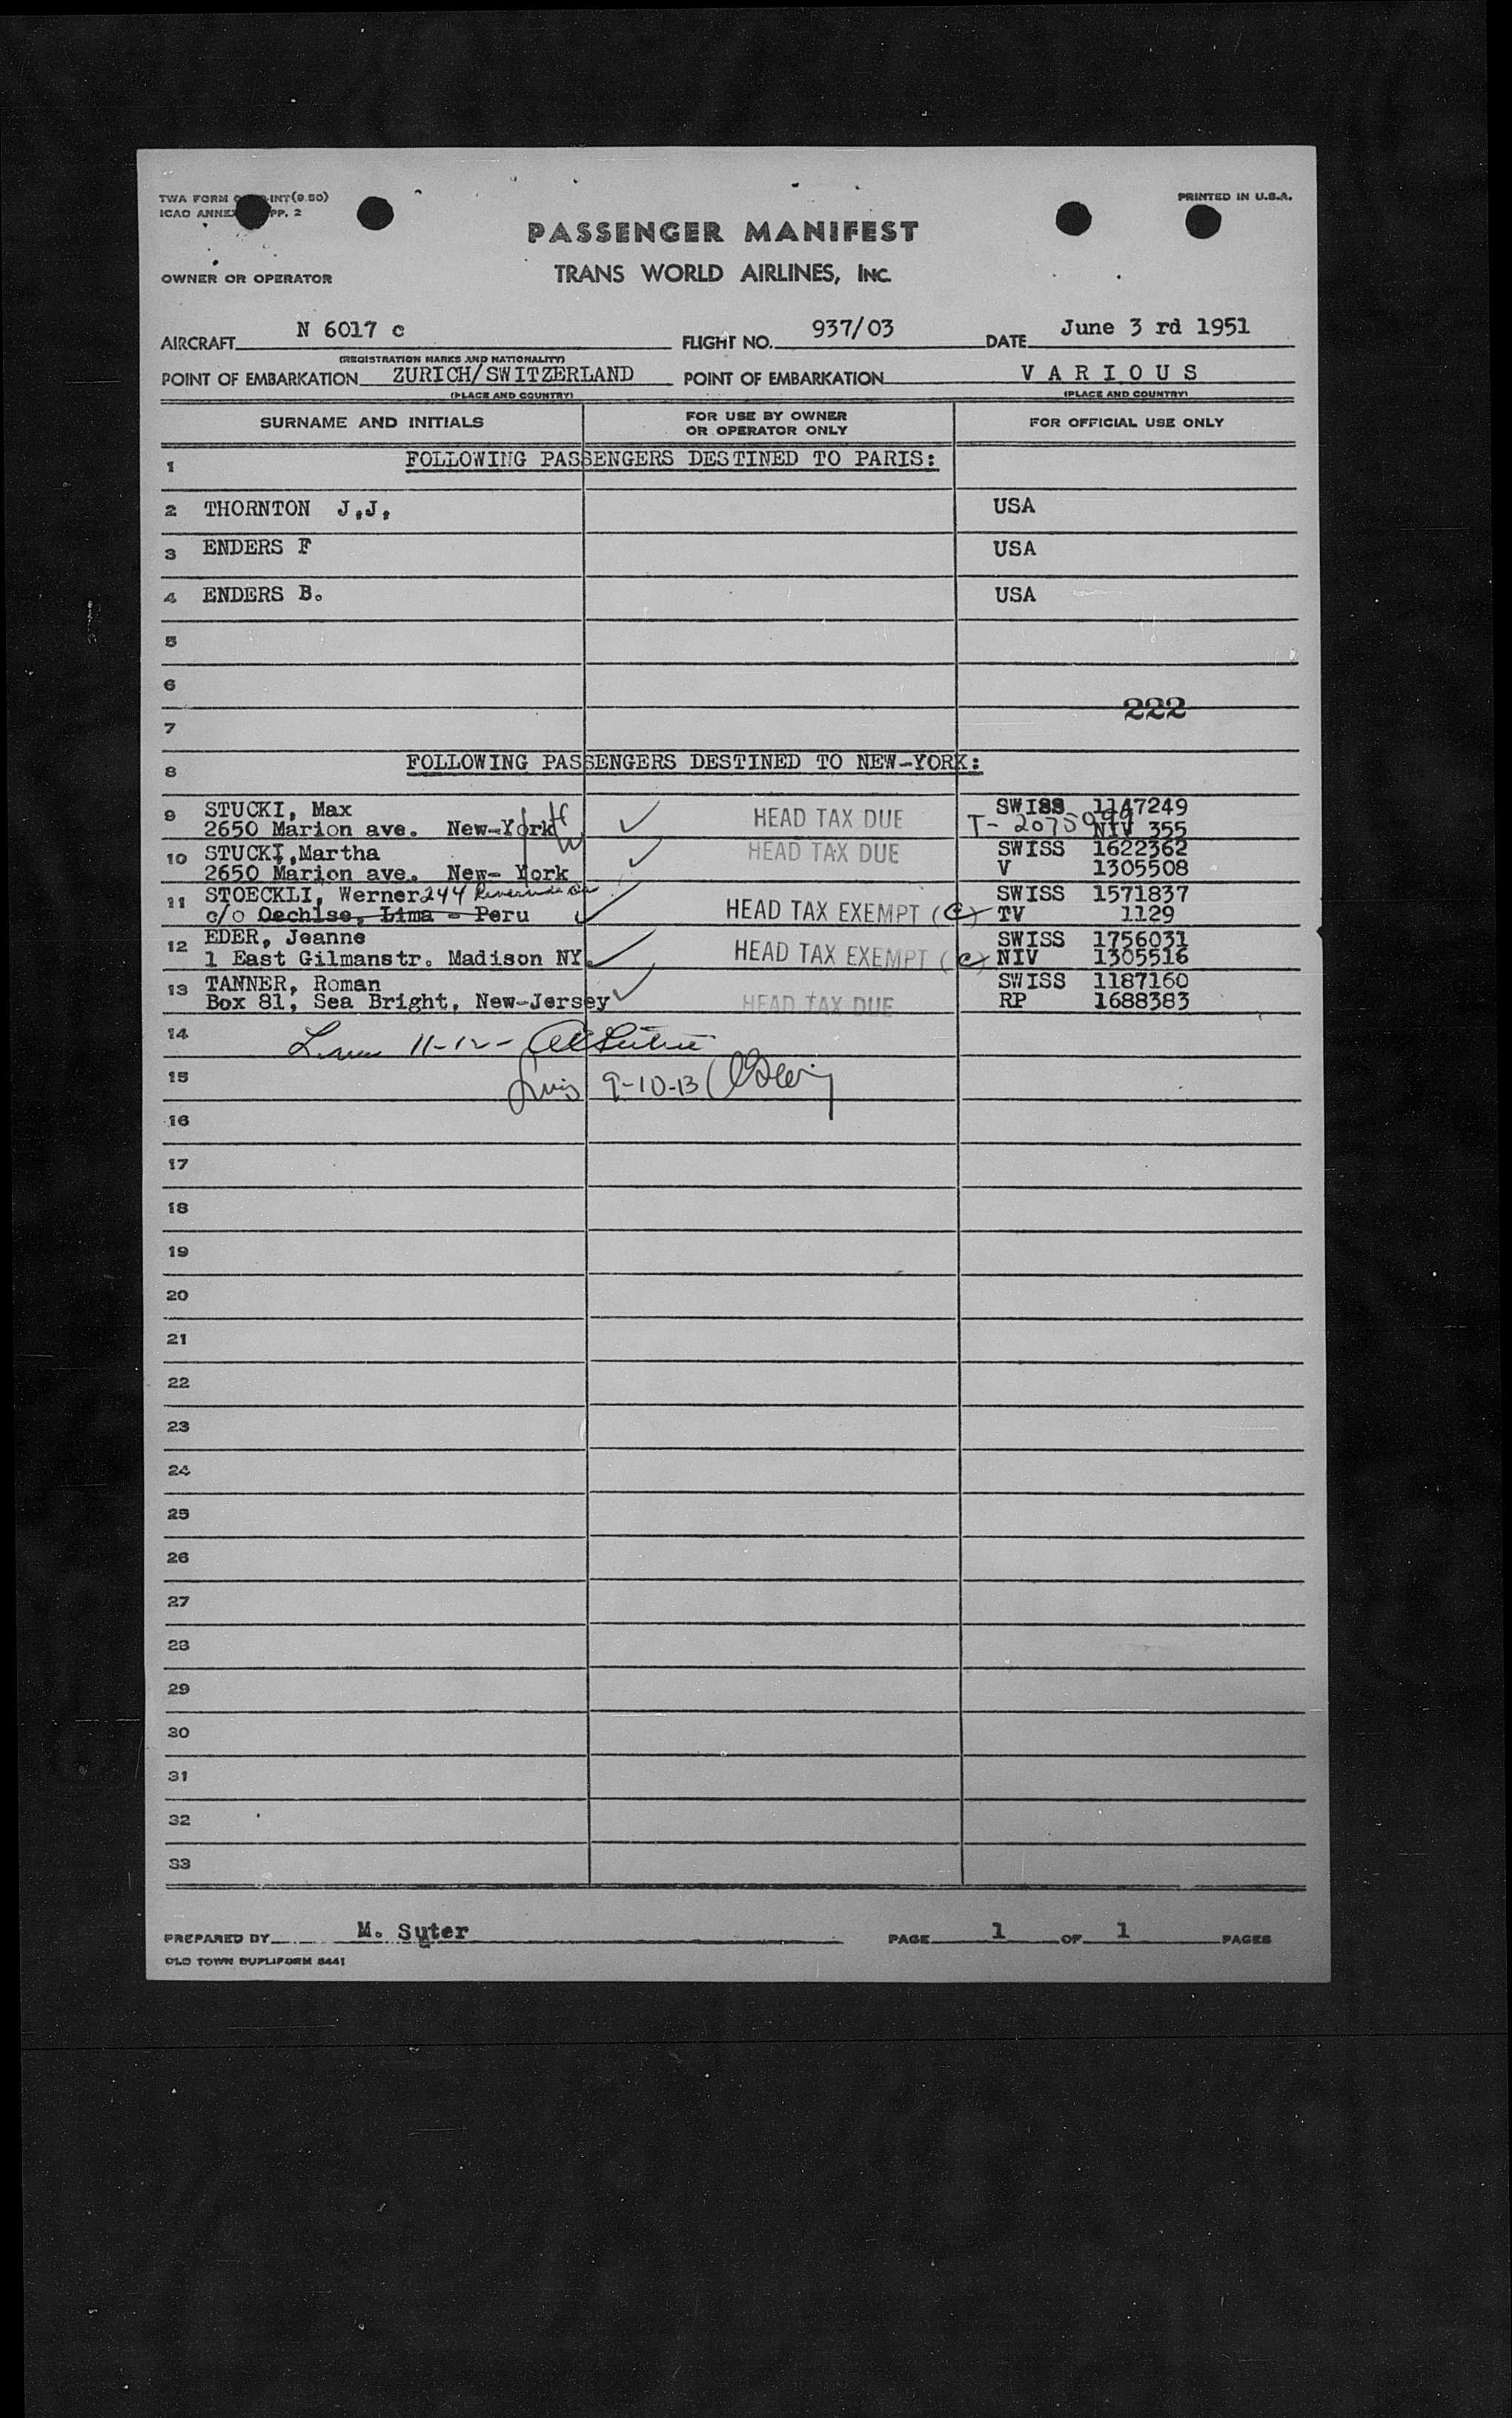 TWA FORM INT(9.50) PRINTED IN U.S.A.
ICAO ANNEX PP. 2
PASSENGER MANIFEST
OWNER OR OPERATOR TRANS WORLD AIRLINES, INC.
AIRCRAFT N 6017 c FLIGHT NO. 937/03 DATE June 3 rd 1951
(REGISTRATION MARKS AND NATIONALITY)
POINT OF EMBARKATION ZURICH/SWITZERLAND POINT OF EMBARKATION V A R I O U S
(PLACE AND COUNTRY) (PLACE AND COUNTRY)
SURNAME AND INITIALS FOR USE BY OWNER OR OPERATOR ONLY FOR OFFICIAL USE ONLY
1 FOLLOWING PASSENGERS DESTINED TO PARIS:
2 THORNTON J.J. USA
3 ENDERS F USA
4 ENDERS B. USA
5
6
222
7
8 FOLLOWING PASSENGERS DESTINED TO NEW-YORK:
9 STUCKI, Max HEAD TAX DUE SWISS 1147249
2650 Marion ave. New-York NIV 355
10 STUCKI,Martha HEAD TAX DUE SWISS 1622362
2650 Marion ave. New- York V 1305508
11 STOECKLI, Werner 244 Riverside Dr SWISS 1571837
c/o Oechlse, Lima - Peru HEAD TAX EXEMPT (C) TV 1129
12 EDER, Jeanne SWISS 1756031
1 East Gilmanstr. Madison NY. HEAD TAX EXEMPT (C) NIV 1305516
13 TANNER, Roman SWISS 1187160
Box 81, Sea Bright, New-Jersey HEAD TAX DUE RP 1688383
14 11-12-
15 9-10-13
16
17
18
19
20
21
22
23
24
25
26
27
28
29
30
31
32
33
PREPARED BY M. Suter PAGE 1 OF 1 PAGES
OLD TOWN DUPLIFORM 8441